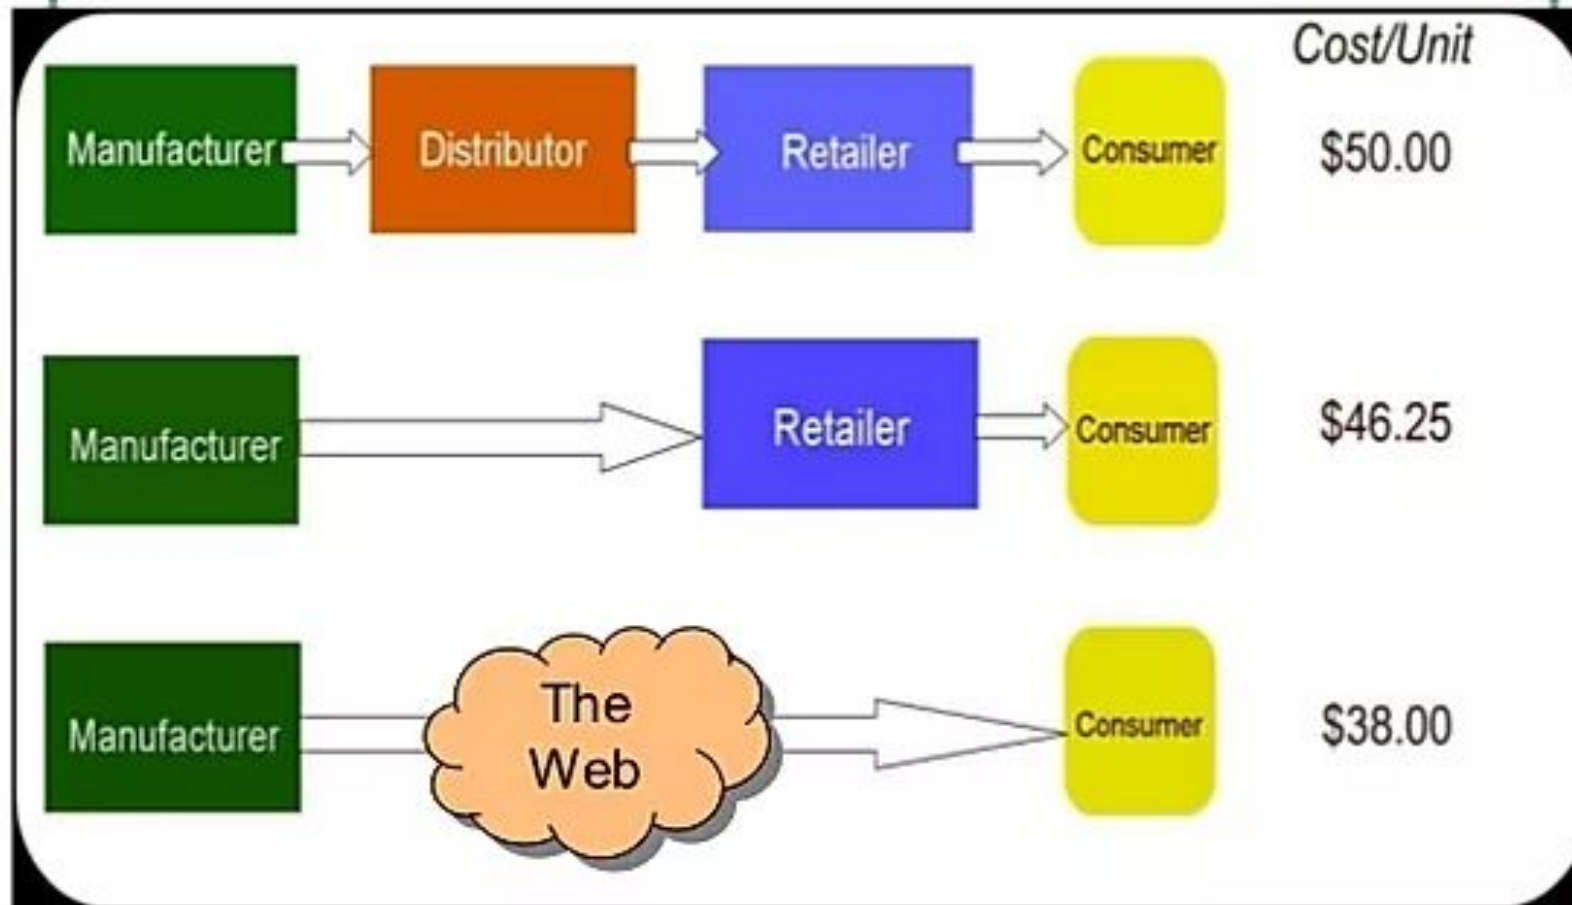 Cost/Unit
Manufacturer Distributor Retailer Consumer $50.00
Manufacturer Retailer Consumer $46.25
Manufacturer The Web Consumer $38.00